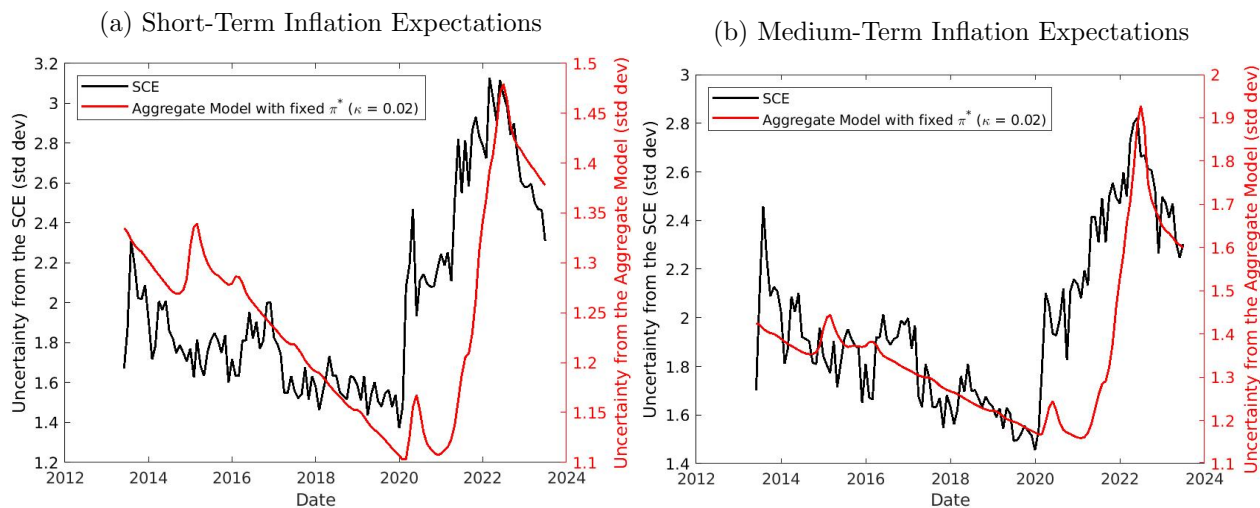 (a) Short-Term Inflation Expectations
Uncertainty from the SCE (std dev)
3.2
3
2.8
2.6
2.4
2.2
2
1.8
1.6
1.4
1.2
SCE
Aggregate Model with fixed π* (κ = 0.02)
1.5
1.45
1.4
1.35
1.3
1.25
1.2
1.15
1.1
Uncertainty from the Aggregate Model (std dev)
2012 2014 2016 2018 2020 2022 2024
Date
(b) Medium-Term Inflation Expectations
Uncertainty from the SCE (std dev)
3
2.8
2.6
2.4
2.2
2
1.8
1.6
1.4
SCE
Aggregate Model with fixed π* (κ = 0.02)
2
1.9
1.8
1.7
1.6
1.5
1.4
1.3
1.2
1.1
Uncertainty from the Aggregate Model (std dev)
2012 2014 2016 2018 2020 2022 2024
Date